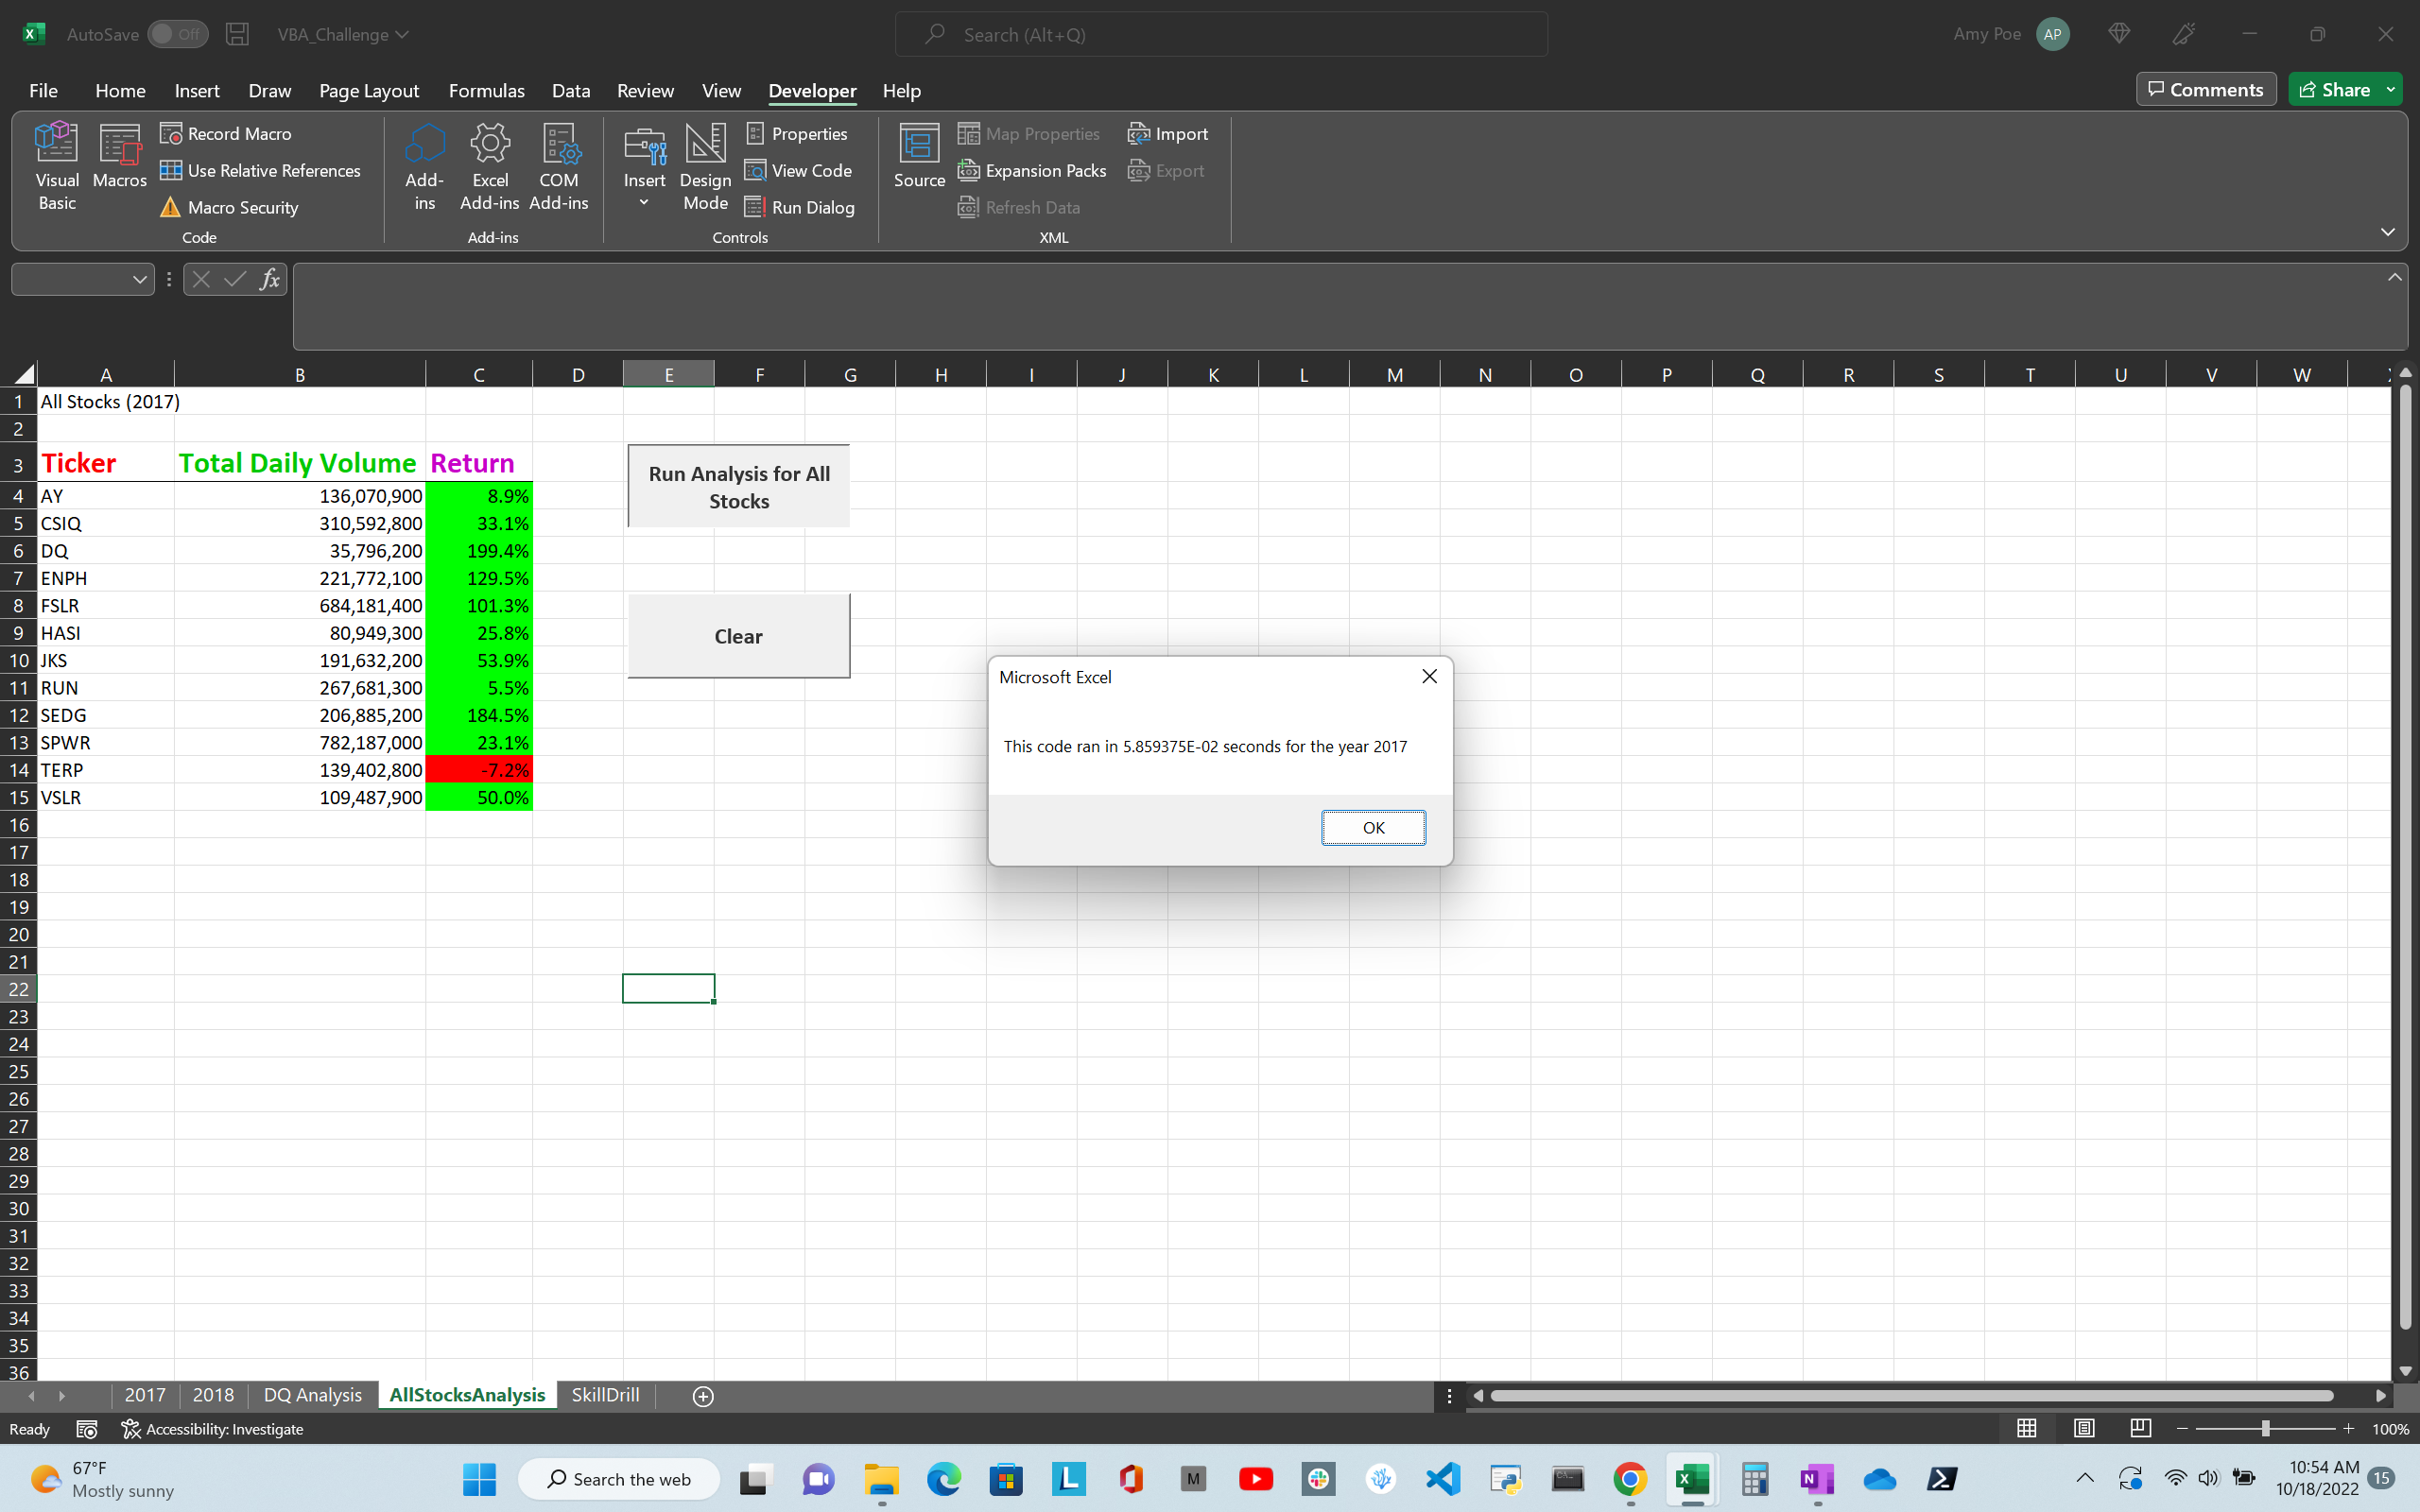 AutoSave Off VBA_Challenge Search (Alt+Q) Amy Poe AP
File Home Insert Draw Page Layout Formulas Data Review View Developer Help Comments Share
Visual Basic
Macros
Record Macro
Use Relative References
Macro Security
Code
Add-ins
Excel Add-ins
COM Add-ins
Add-ins
Insert
Design Mode
Properties
View Code
Run Dialog
Controls
Source
Map Properties
Expansion Packs
Refresh Data
Import
Export
XML
fx
A B C D E F G H I J K L M N O P Q R S T U V W
1 All Stocks (2017)
2
3 Ticker Total Daily Volume Return
4 AY 136,070,900 8.9%
5 CSIQ 310,592,800 33.1%
6 DQ 35,796,200 199.4%
7 ENPH 221,772,100 129.5%
8 FSLR 684,181,400 101.3%
9 HASI 80,949,300 25.8%
10 JKS 191,632,200 53.9%
11 RUN 267,681,300 5.5%
12 SEDG 206,885,200 184.5%
13 SPWR 782,187,000 23.1%
14 TERP 139,402,800 -7.2%
15 VSLR 109,487,900 50.0%
16
17
18
19
20
21
22
23
24
25
26
27
28
29
30
31
32
33
34
35
36
Run Analysis for All
Stocks
Clear
Microsoft Excel
This code ran in 5.859375E-02 seconds for the year 2017
OK
2017 2018 DQ Analysis AllStocksAnalysis SkillDrill
Ready Accessibility: Investigate 100%
67°F
Mostly sunny
Search the web
10:54 AM
10/18/2022
15